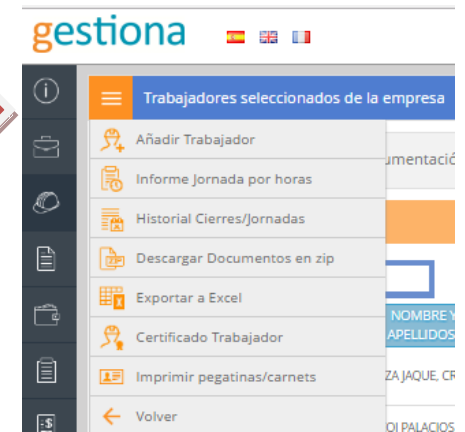 gestiona
Trabajadores seleccionados de la empresa
Añadir Trabajador
umentació
Informe Jornada por horas
Historial Cierres/Jornadas
Descargar Documentos en zip
Exportar a Excel
NOMBRE Y
APELLIDOS
Certificado Trabajador
Imprimir pegatinas/carnets
ZA JAQUE, CR
Volver
OI PALACIOS